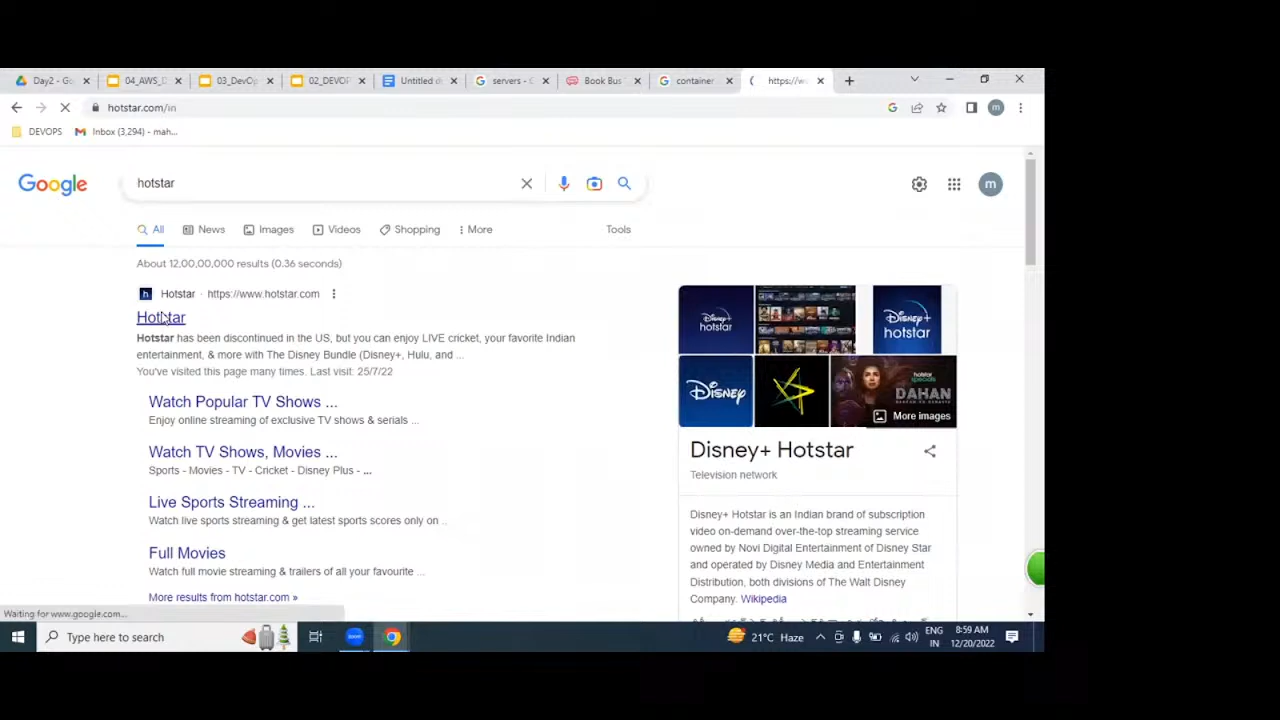 Day2 - Go
04_AWS_D
03_DevOp
02_DEVOP
Untitled d
servers - G
Book Bus
container
https://w
hotstar.com/in
DEVOPS
Inbox (3,294) - mah...
Google
hotstar
m
All
News
Images
Videos
Shopping
More
Tools
About 12,00,00,000 results (0.36 seconds)
Hotstar · https://www.hotstar.com
Hotstar
Hotstar has been discontinued in the US, but you can enjoy LIVE cricket, your favorite Indian
entertainment, & more with The Disney Bundle (Disney+, Hulu, and ...
You've visited this page many times. Last visit: 25/7/22
Watch Popular TV Shows ...
Enjoy online streaming of exclusive TV shows & serials ...
Watch TV Shows, Movies ...
Sports - Movies - TV - Cricket - Disney Plus - ...
Live Sports Streaming ...
Watch live sports streaming & get latest sports scores only on ..
Full Movies
Watch full movie streaming & trailers of all your favourite ...
More results from hotstar.com »
Disney+
hotstar
Disney+
hotstar
Disney
hotstar
specials
DAHAN
More images
Disney+ Hotstar
Television network
Disney+ Hotstar is an Indian brand of subscription
video on-demand over-the-top streaming service
owned by Novi Digital Entertainment of Disney Star
and operated by Disney Media and Entertainment
Distribution, both divisions of The Walt Disney
Company. Wikipedia
Waiting for www.google.com...
Type here to search
zoom
21°C Haze
ENG
IN
8:59 AM
12/20/2022